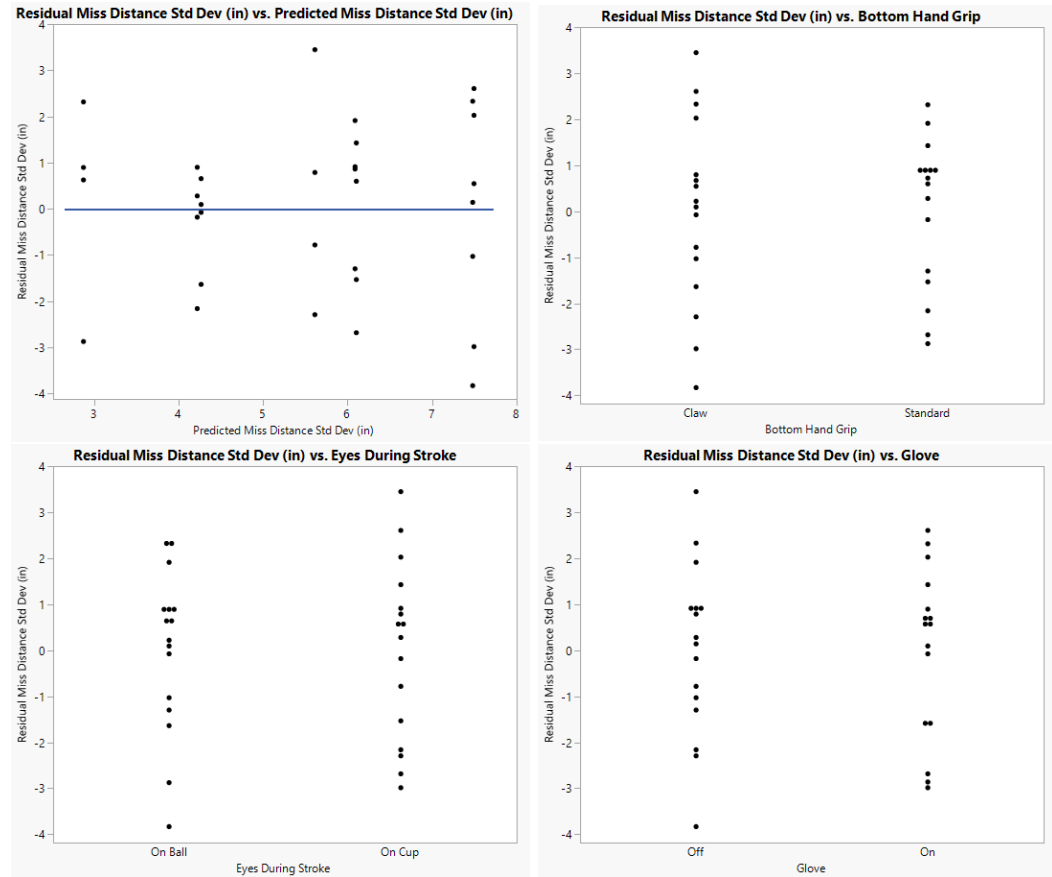 Residual Miss Distance Std Dev (in) vs. Predicted Miss Distance Std Dev (in)
4
3
2
1
0
-1
-2
-3
-4
Residual Miss Distance Std Dev (in)
3 4 5 6 7 8
Predicted Miss Distance Std Dev (in)
Residual Miss Distance Std Dev (in) vs. Bottom Hand Grip
4
3
2
1
0
-1
-2
-3
-4
Residual Miss Distance Std Dev (in)
Claw Standard
Bottom Hand Grip
Residual Miss Distance Std Dev (in) vs. Eyes During Stroke
4
3
2
1
0
-1
-2
-3
-4
Residual Miss Distance Std Dev (in)
On Ball On Cup
Eyes During Stroke
Residual Miss Distance Std Dev (in) vs. Glove
4
3
2
1
0
-1
-2
-3
-4
Residual Miss Distance Std Dev (in)
Off On
Glove